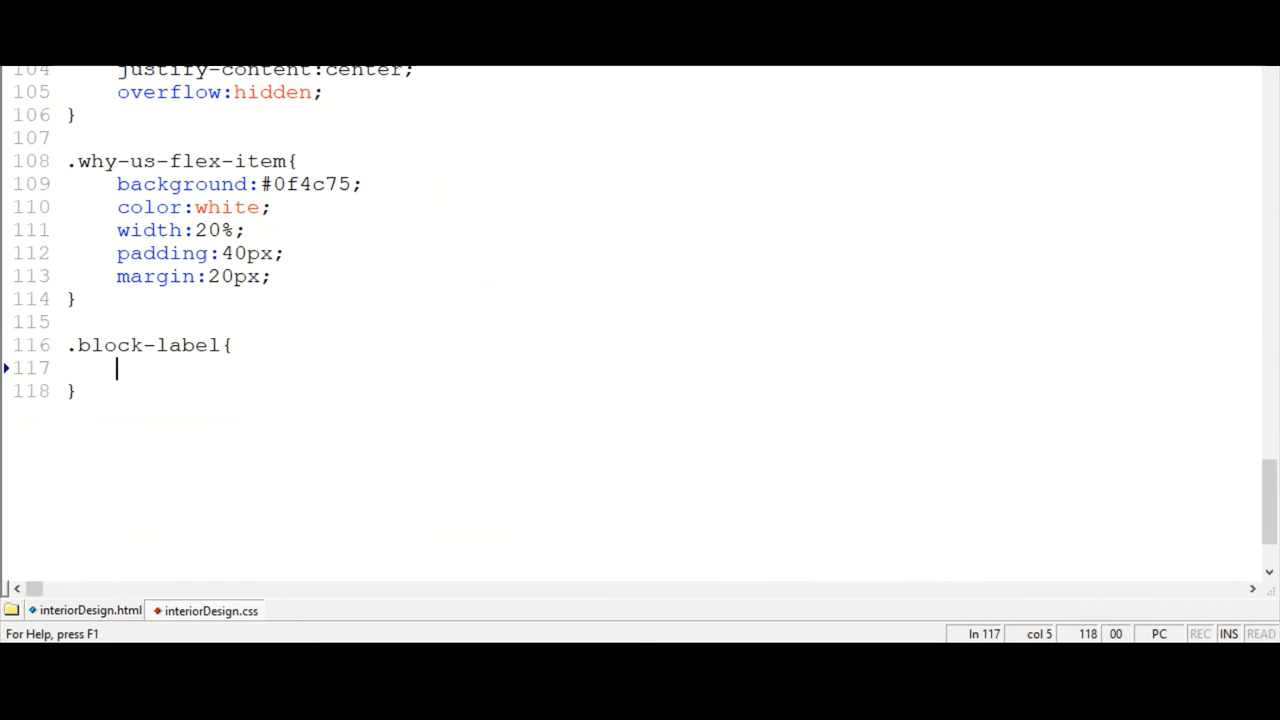 104 justify-content:center;
105 overflow:hidden;
106 }
107
108 .why-us-flex-item{
109 background:#0f4c75;
110 color:white;
111 width:20%;
112 padding:40px;
113 margin:20px;
114 }
115
116 .block-label{
117
118 }
interiorDesign.html interiorDesign.css
For Help, press F1 ln 117 col 5 118 00 PC REC INS READ